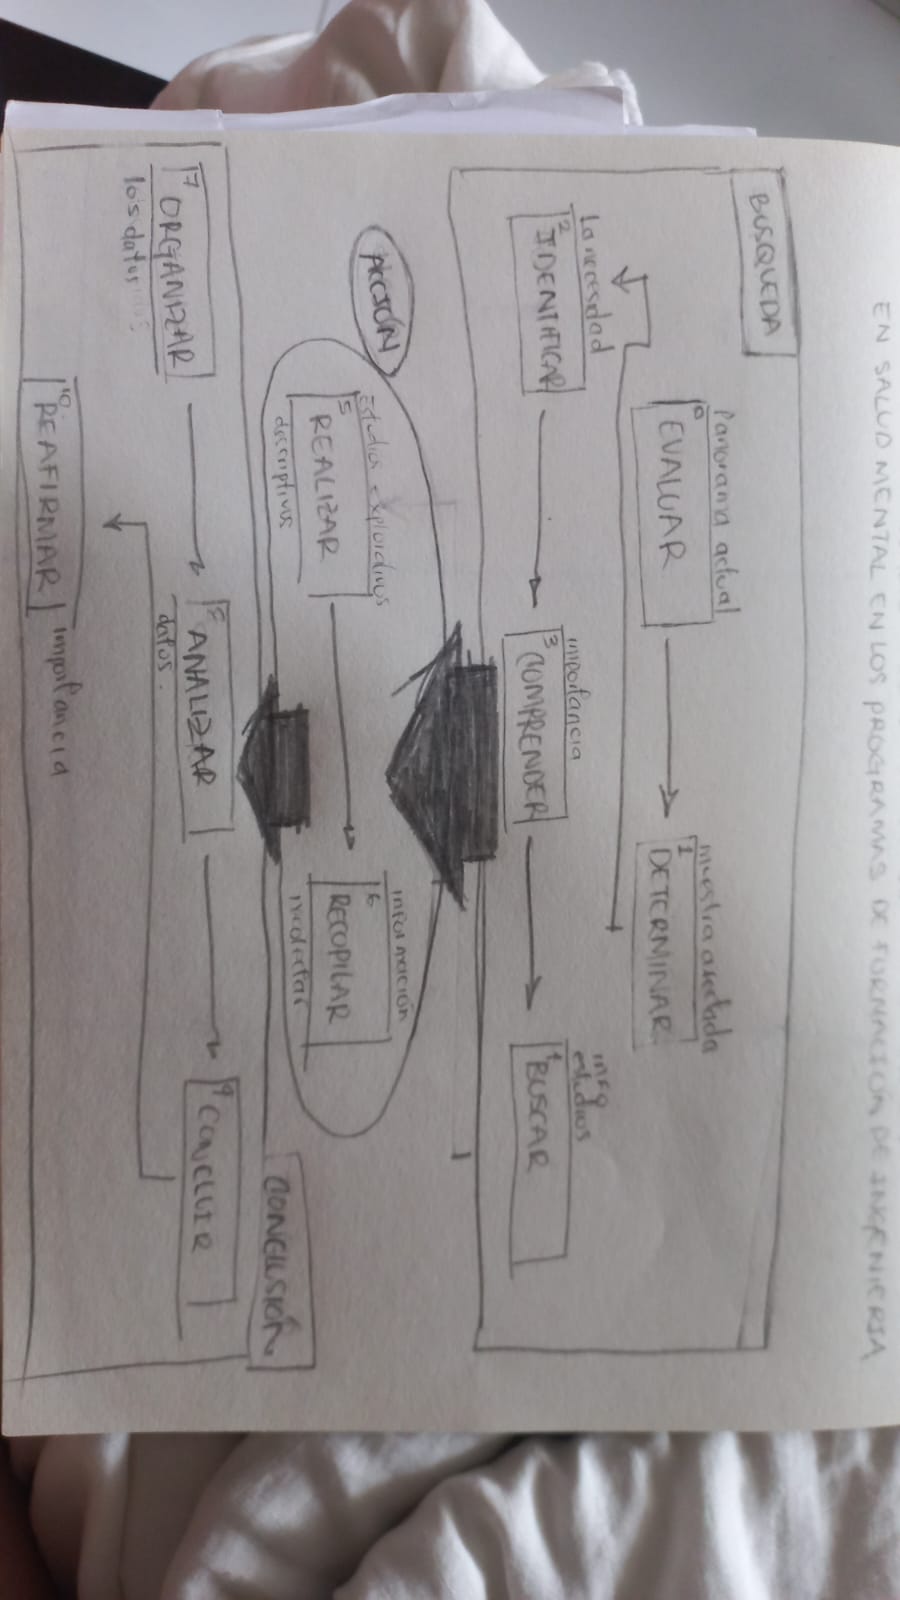 EN SALUD MENTAL EN LOS PROGRAMAS DE FORMACIÓN DE INGENIERIA
BUSQUEDA
Panorama actual
0
EVALUAR
muestra afectada
1
DETERMINAR
La necesidad
2
IDENTIFICAR
importancia
3
COMPRENDER
info
estudios
4
BUSCAR
ACCIÓN
Estudios explorativos
5
REALIZAR
descriptivos
información
6
RECOPILAR
recolectar
CONCLUSIÓN
7
ORGANIZAR
los datos
8
ANALIZAR
datos.
9
CONCLUIR
10
REAFIRMAR
importancia